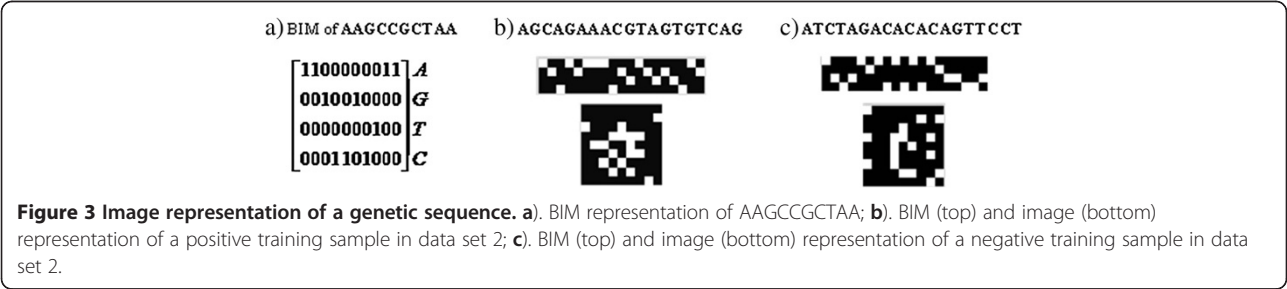 a) BIM of AAGCCGCTAA b) AGCAGAAACGTAGTGTCAG c) ATCTAGACACACAGTTCCT
1100000011 A
0010010000 G
0000000100 T
0001101000 C
Figure 3 Image representation of a genetic sequence. a). BIM representation of AAGCCGCTAA; b). BIM (top) and image (bottom)
representation of a positive training sample in data set 2; c). BIM (top) and image (bottom) representation of a negative training sample in data
set 2.